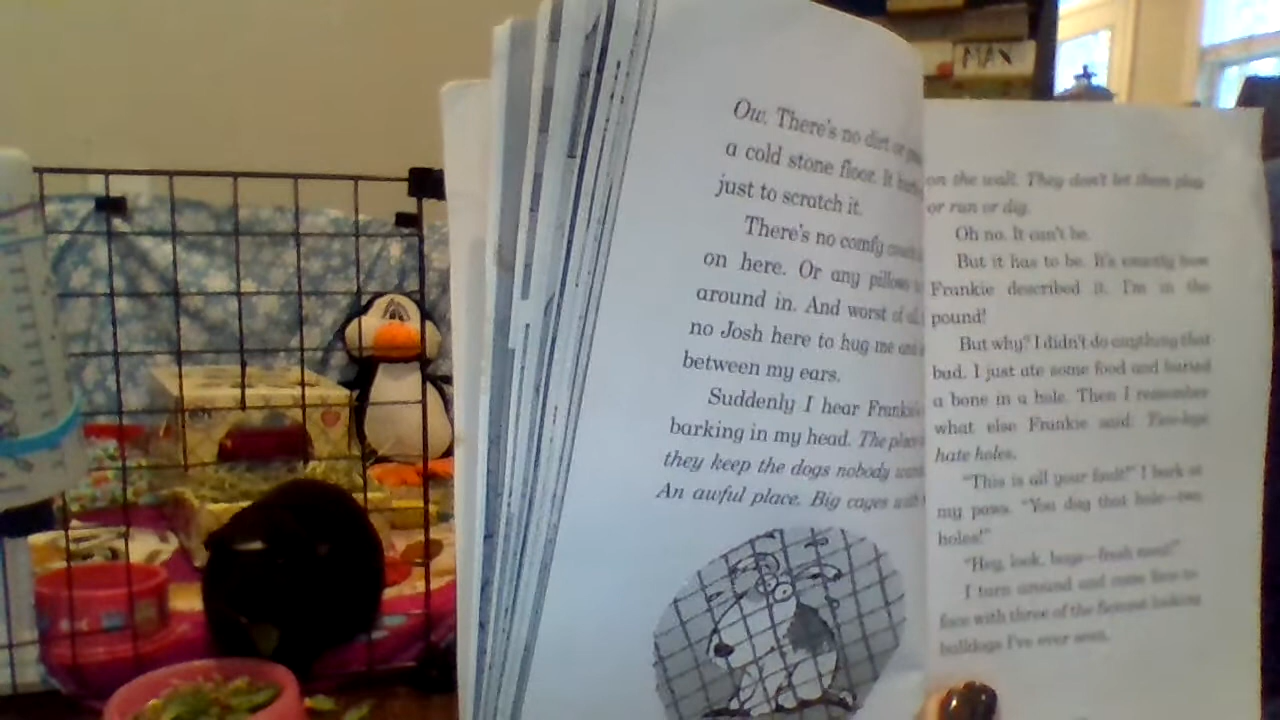 MAX
Ow. There's no dirt or
a cold stone floor. It
just to scratch it.
There's no comfy
on here. Or any pillows
around in. And worst of
no Josh here to hug me
between my ears.
Suddenly I hear Frankie
barking in my head. The place
they keep the dogs nobody
An awful place. Big cages
on the wall. They don't let them play
or run or dig.
Oh no. It can't be.
But it has to be. It's exactly how
Frankie described it. I'm in the
pound!
But why? I didn't do anything that
bad. I just ate some food and buried
a bone in a hole. Then I remember
what else Frankie said. Two-legs
hate holes.
"This is all your fault!" I bark at
my paws. "You dug that hole—two
holes!"
"Hey, look, boys—fresh meat!"
I turn around and come face-to-
face with three of the fiercest looking
bulldogs I've ever seen.